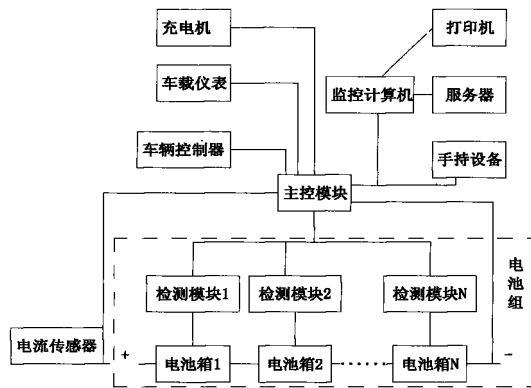 充电机
打印机
车载仪表
监控计算机
服务器
车辆控制器
手持设备
主控模块
电池组
检测模块1
检测模块2
检测模块N
电流传感器
+
电池箱1
电池箱2
······
电池箱N
-